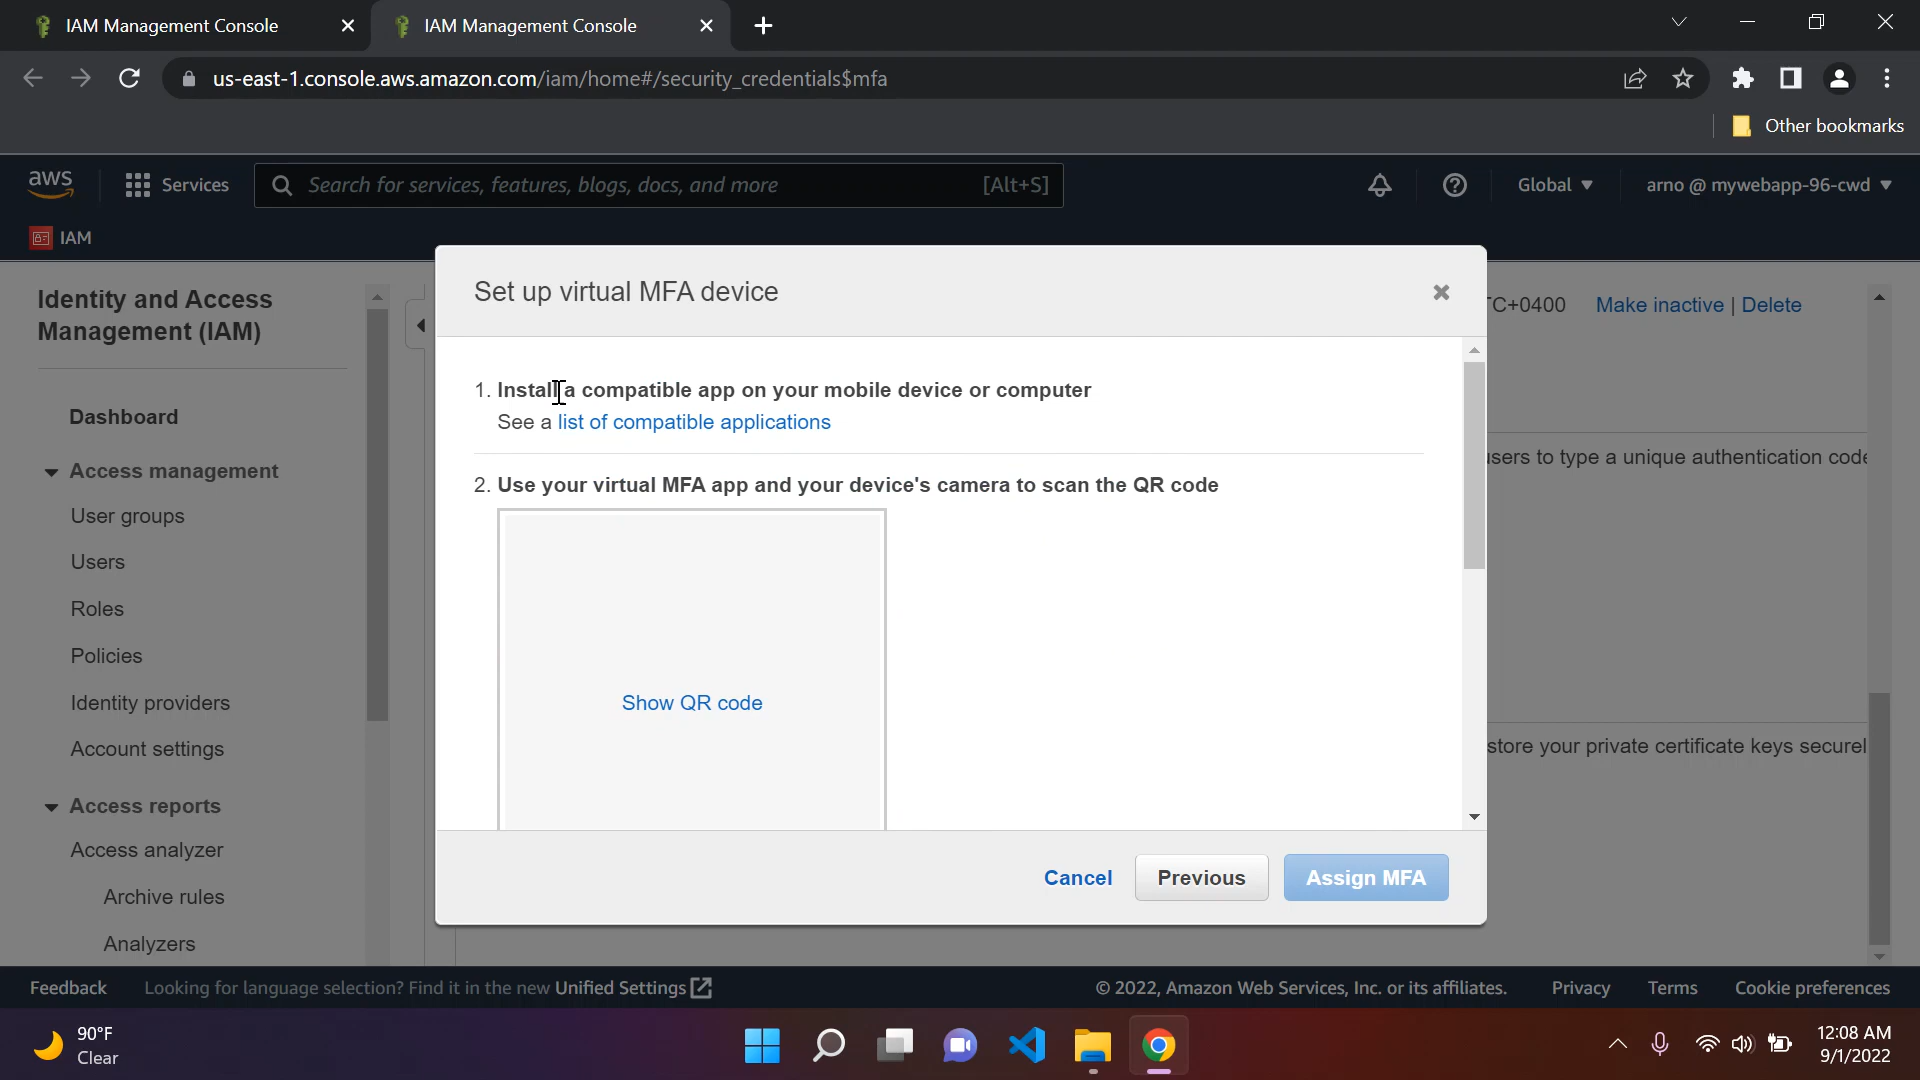 IAM Management Console
IAM Management Console
us-east-1.console.aws.amazon.com/iam/home#/security_credentials$mfa
Other bookmarks
aws
Services
Search for services, features, blogs, docs, and more
[Alt+S]
Global
arno @ mywebapp-96-cwd
IAM
Identity and Access
Management (IAM)
Dashboard
Access management
User groups
Users
Roles
Policies
Identity providers
Account settings
Access reports
Access analyzer
Archive rules
Analyzers
Set up virtual MFA device
1. Install a compatible app on your mobile device or computer
See a list of compatible applications
2. Use your virtual MFA app and your device's camera to scan the QR code
Show QR code
Cancel
Previous
Assign MFA
TC+0400 Make inactive | Delete
users to type a unique authentication code
store your private certificate keys securel
Feedback
Looking for language selection? Find it in the new Unified Settings
© 2022, Amazon Web Services, Inc. or its affiliates.
Privacy
Terms
Cookie preferences
90°F
Clear
12:08 AM
9/1/2022